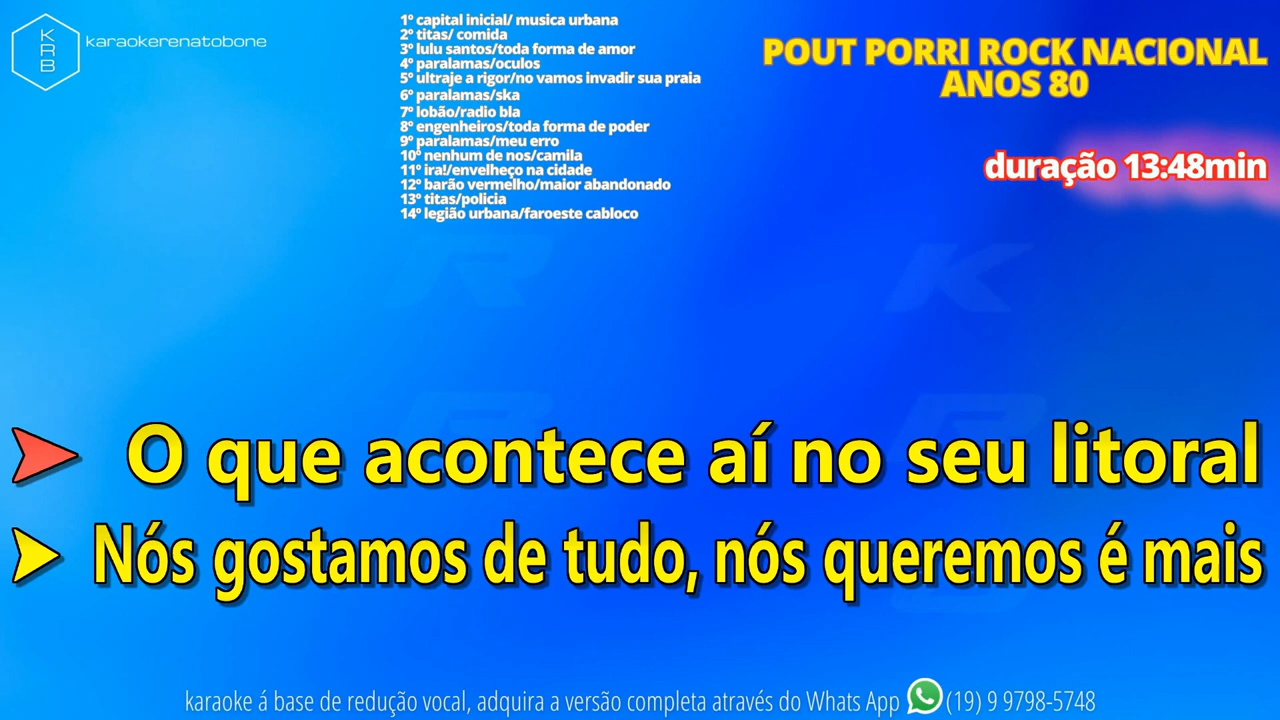 K
R
B
karaokerenatobone
1º capital inicial/ musica urbana
2º titas/ comida
3º lulu santos/toda forma de amor
4º paralamas/oculos
5º ultraje a rigor/no vamos invadir sua praia
6º paralamas/ska
7º lobão/radio bla
8º engenheiros/toda forma de poder
9º paralamas/meu erro
10º nenhum de nos/camila
11º ira!/envelheço na cidade
12º barão vermelho/maior abandonado
13º titas/policia
14º legião urbana/faroeste cabloco
POUT PORRI ROCK NACIONAL
ANOS 80
duração 13:48min
R K
R B
O que acontece aí no seu litoral
Nós gostamos de tudo, nós queremos é mais
karaoke á base de redução vocal, adquira a versão completa através do Whats App (19) 9 9798-5748